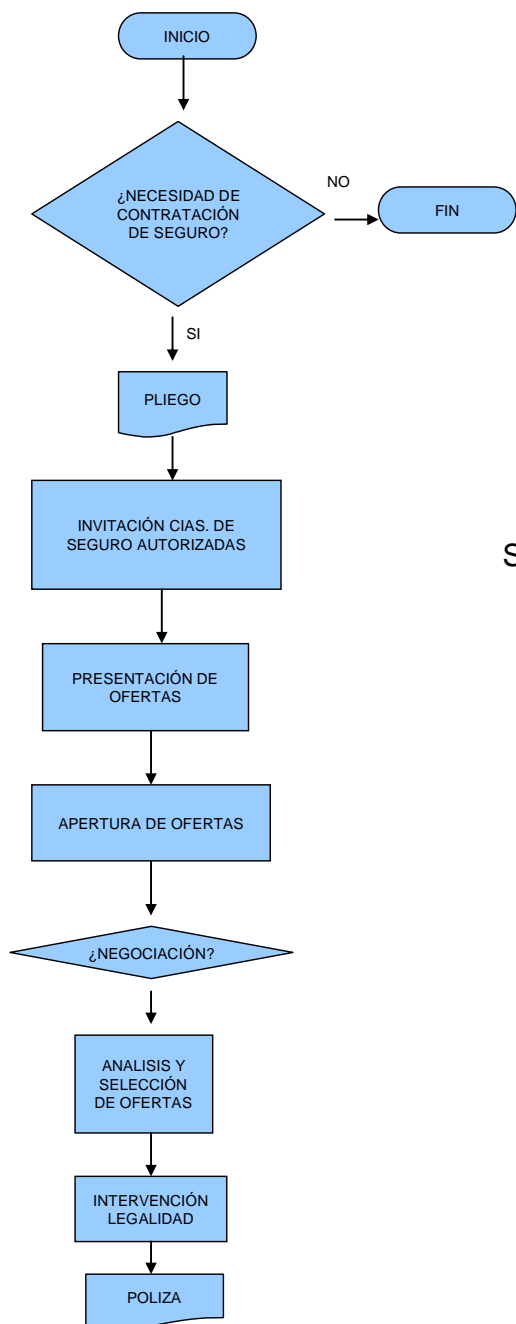 INICIO
¿NECESIDAD DE
CONTRATACIÓN
DE SEGURO?
NO
FIN
SI
PLIEGO
INVITACIÓN CIAS. DE
SEGURO AUTORIZADAS
S
PRESENTACIÓN DE
OFERTAS
APERTURA DE OFERTAS
¿NEGOCIACIÓN?
ANALISIS Y
SELECCIÓN
DE OFERTAS
INTERVENCIÓN
LEGALIDAD
POLIZA